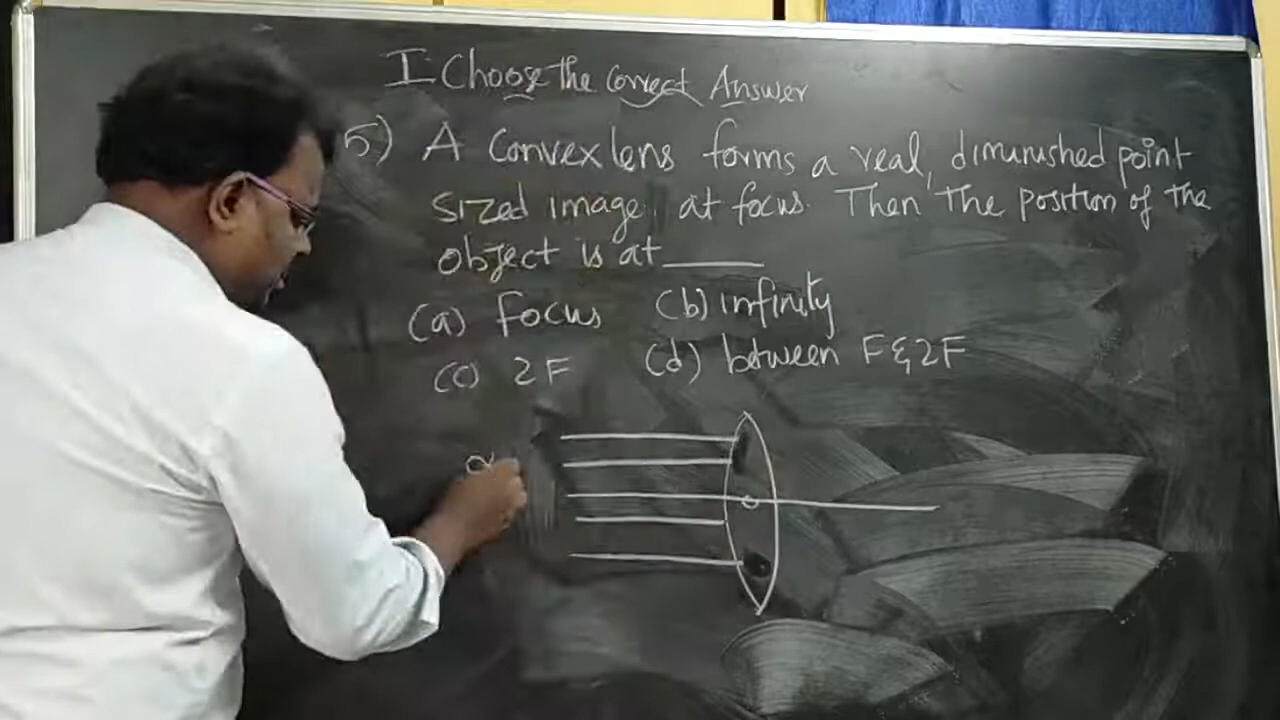 I. Choose the Correct Answer
5) A Convex lens forms a real, dimunushed point
sized image at focus. Then the position of the
object is at ______
(a) focus (b) infinity
(c) 2F (d) between F & 2F